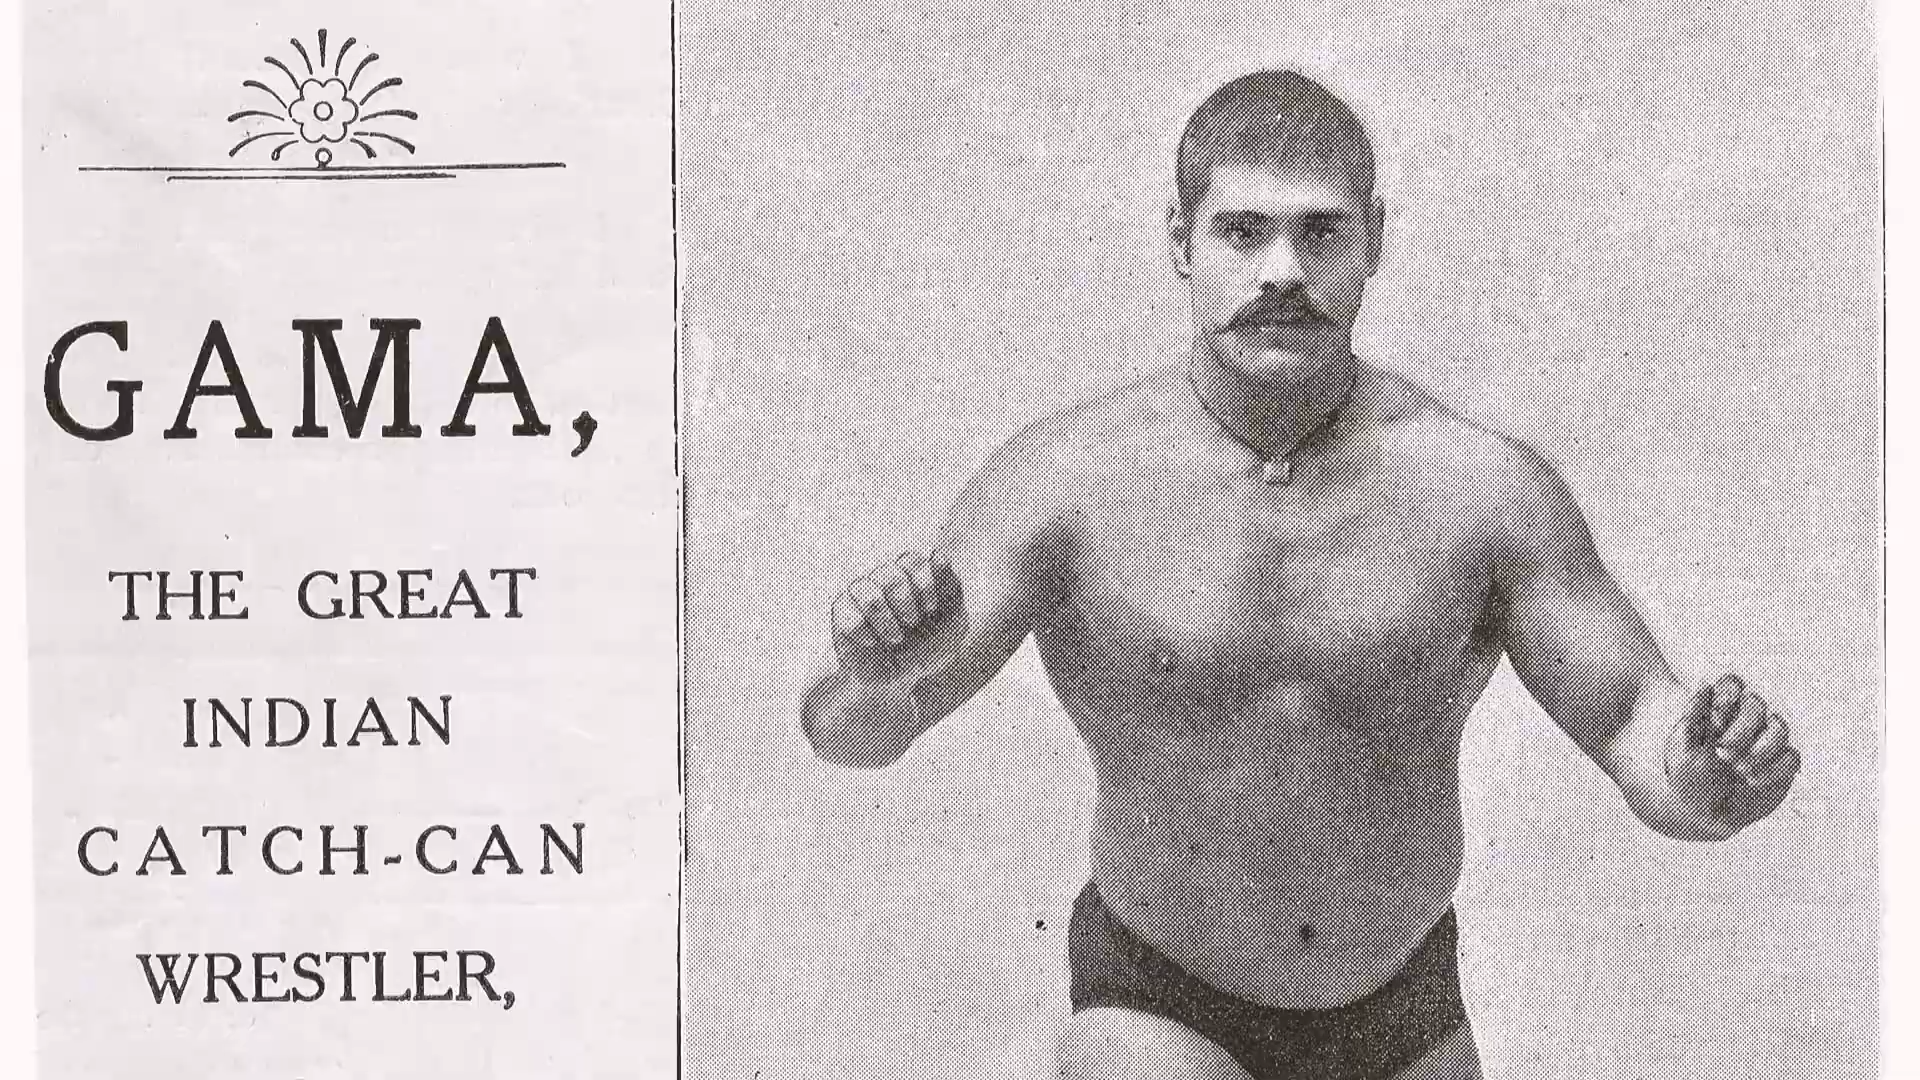 GAMA,
THE GREAT
INDIAN
CATCH-CAN
WRESTLER,